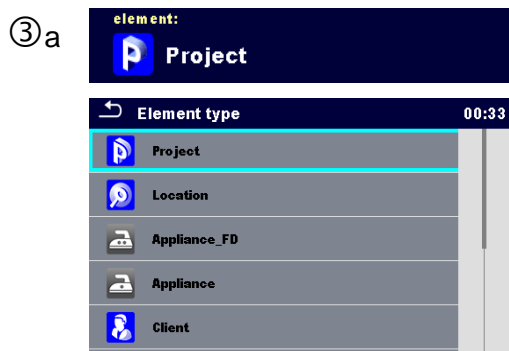 ③a
element:
Project
Element type 00:33
Project
Location
Appliance_FD
Appliance
Client